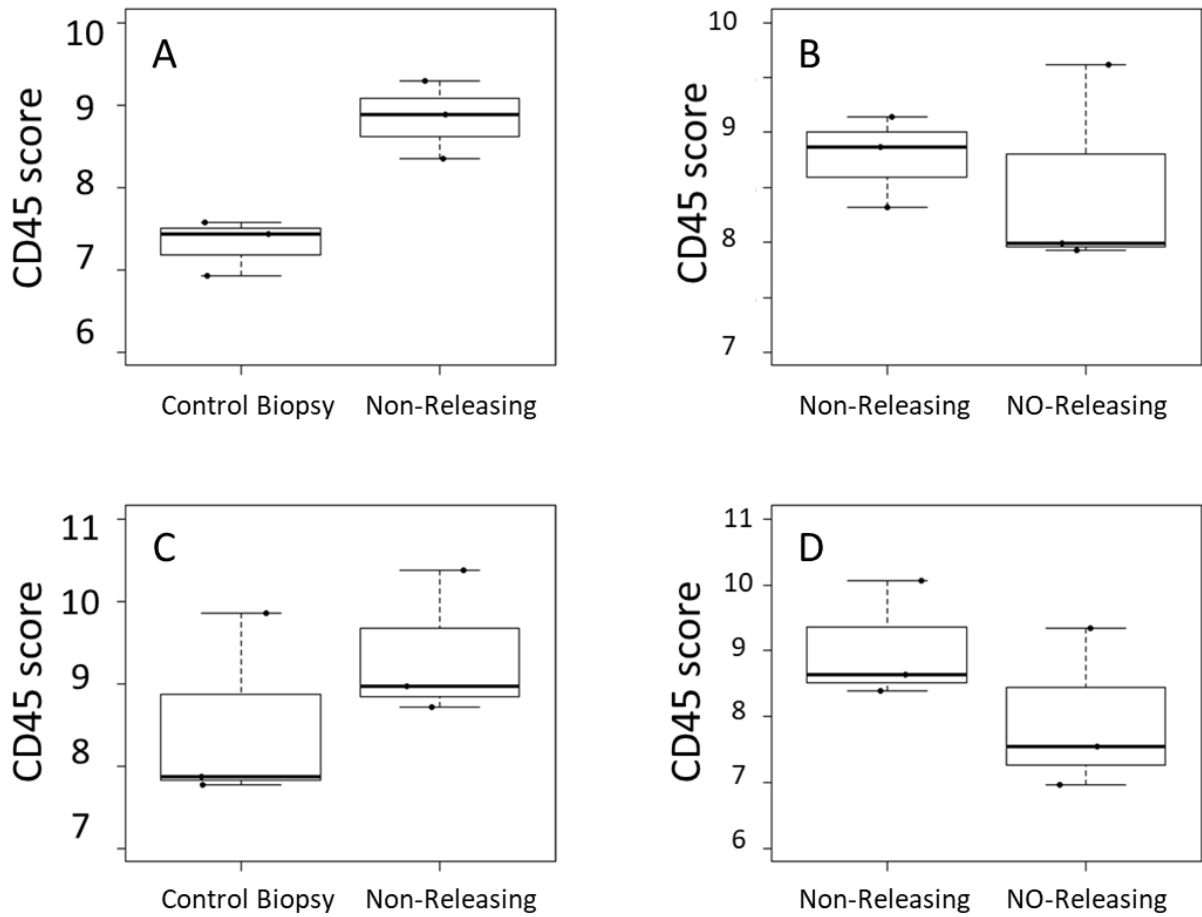 A
CD45 score
10
9
8
7
6
Control Biopsy
Non-Releasing
B
CD45 score
10
9
8
7
Non-Releasing
NO-Releasing
C
CD45 score
11
10
9
8
7
Control Biopsy
Non-Releasing
D
CD45 score
11
10
9
8
7
6
Non-Releasing
NO-Releasing